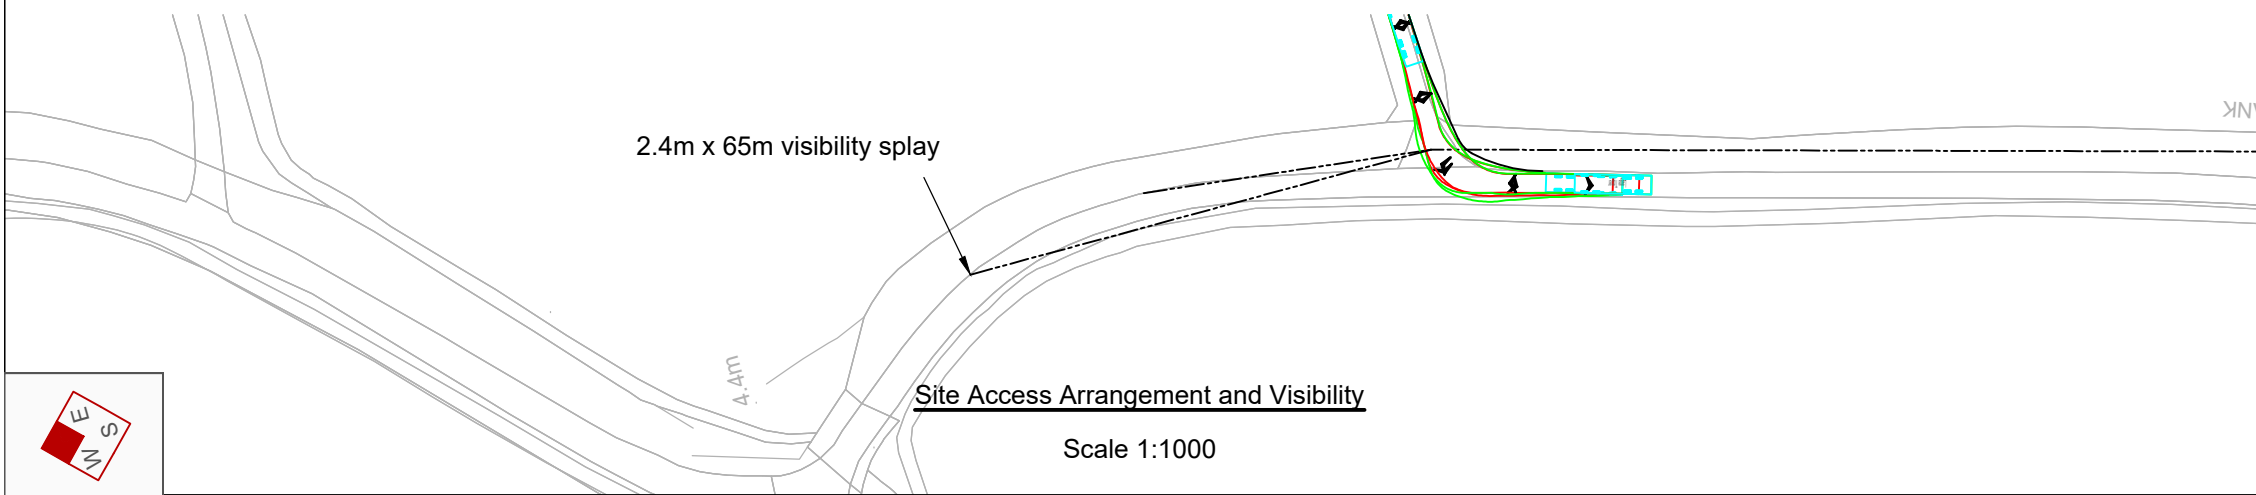 2.4m x 65m visibility splay
4.4m
Site Access Arrangement and Visibility
Scale 1:1000
E
S
W